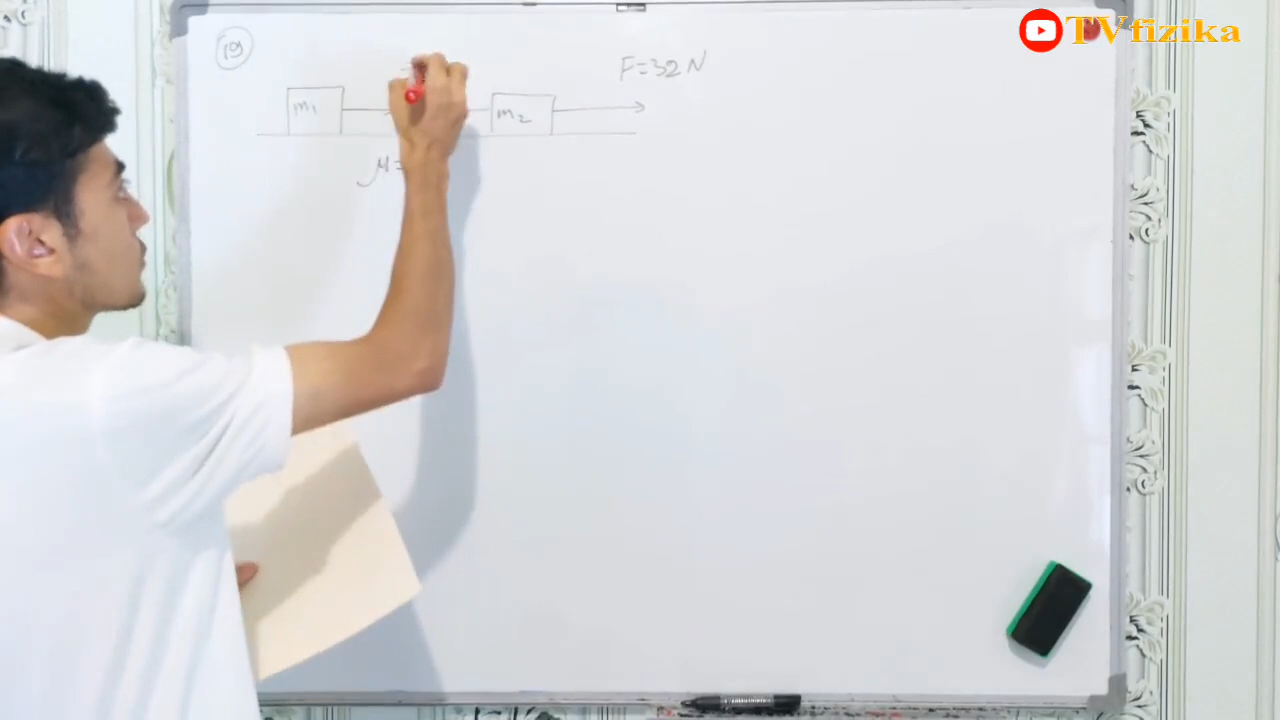 TVfizika
19
F=32 N
m₁ m₂
μ=